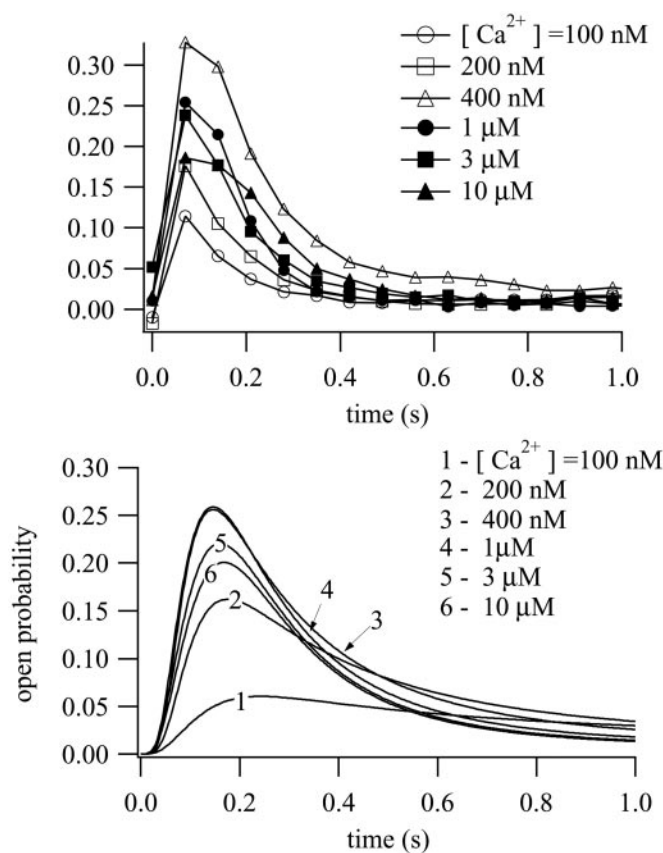 [ Ca²⁺ ] =100 nM
200 nM
400 nM
1 µM
3 µM
10 µM
0.30
0.25
0.20
0.15
0.10
0.05
0.00
0.0 0.2 0.4 0.6 0.8 1.0
time (s)
1 - [ Ca²⁺ ] =100 nM
2 - 200 nM
3 - 400 nM
4 - 1µM
5 - 3 µM
6 - 10 µM
open probability
0.30
0.25
0.20
0.15
0.10
0.05
0.00
5
6
2
4
3
1
0.0 0.2 0.4 0.6 0.8 1.0
time (s)